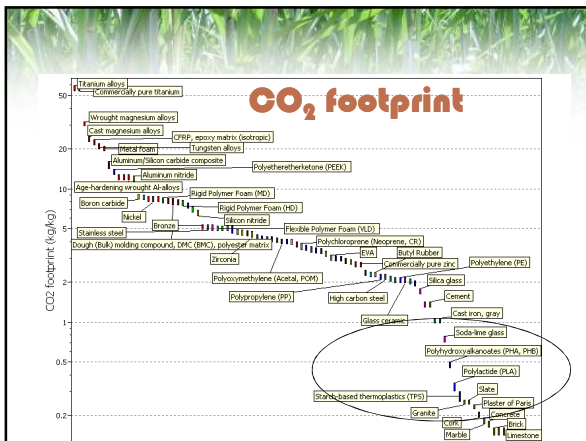 CO2 footprint
CO2 footprint (kg/kg)
50
20
10
5
2
1
0.5
0.2
Titanium alloys
Commercially pure titanium
Wrought magnesium alloys
Cast magnesium alloys
CFRP, epoxy matrix (isotropic)
Metal foam
Tungsten alloys
Aluminum/Silicon carbide composite
Polyetheretherketone (PEEK)
Aluminum nitride
Age-hardening wrought Al-alloys
Rigid Polymer Foam (MD)
Boron carbide
Rigid Polymer Foam (HD)
Nickel
Silicon nitride
Bronze
Flexible Polymer Foam (VLD)
Stainless steel
Polychloroprene (Neoprene, CR)
Dough (Bulk) molding compound, DMC (BMC), polyester matrix
EVA
Butyl Rubber
Zirconia
Commercially pure zinc
Polyethylene (PE)
Polyoxymethylene (Acetal, POM)
Silica glass
Polypropylene (PP)
High carbon steel
Cement
Glass ceramic
Cast iron, gray
Soda-lime glass
Polyhydroxyalkanoates (PHA, PHB)
Polylactide (PLA)
Slate
Starch-based thermoplastics (TPS)
Plaster of Paris
Granite
Concrete
Cork
Brick
Marble
Limestone